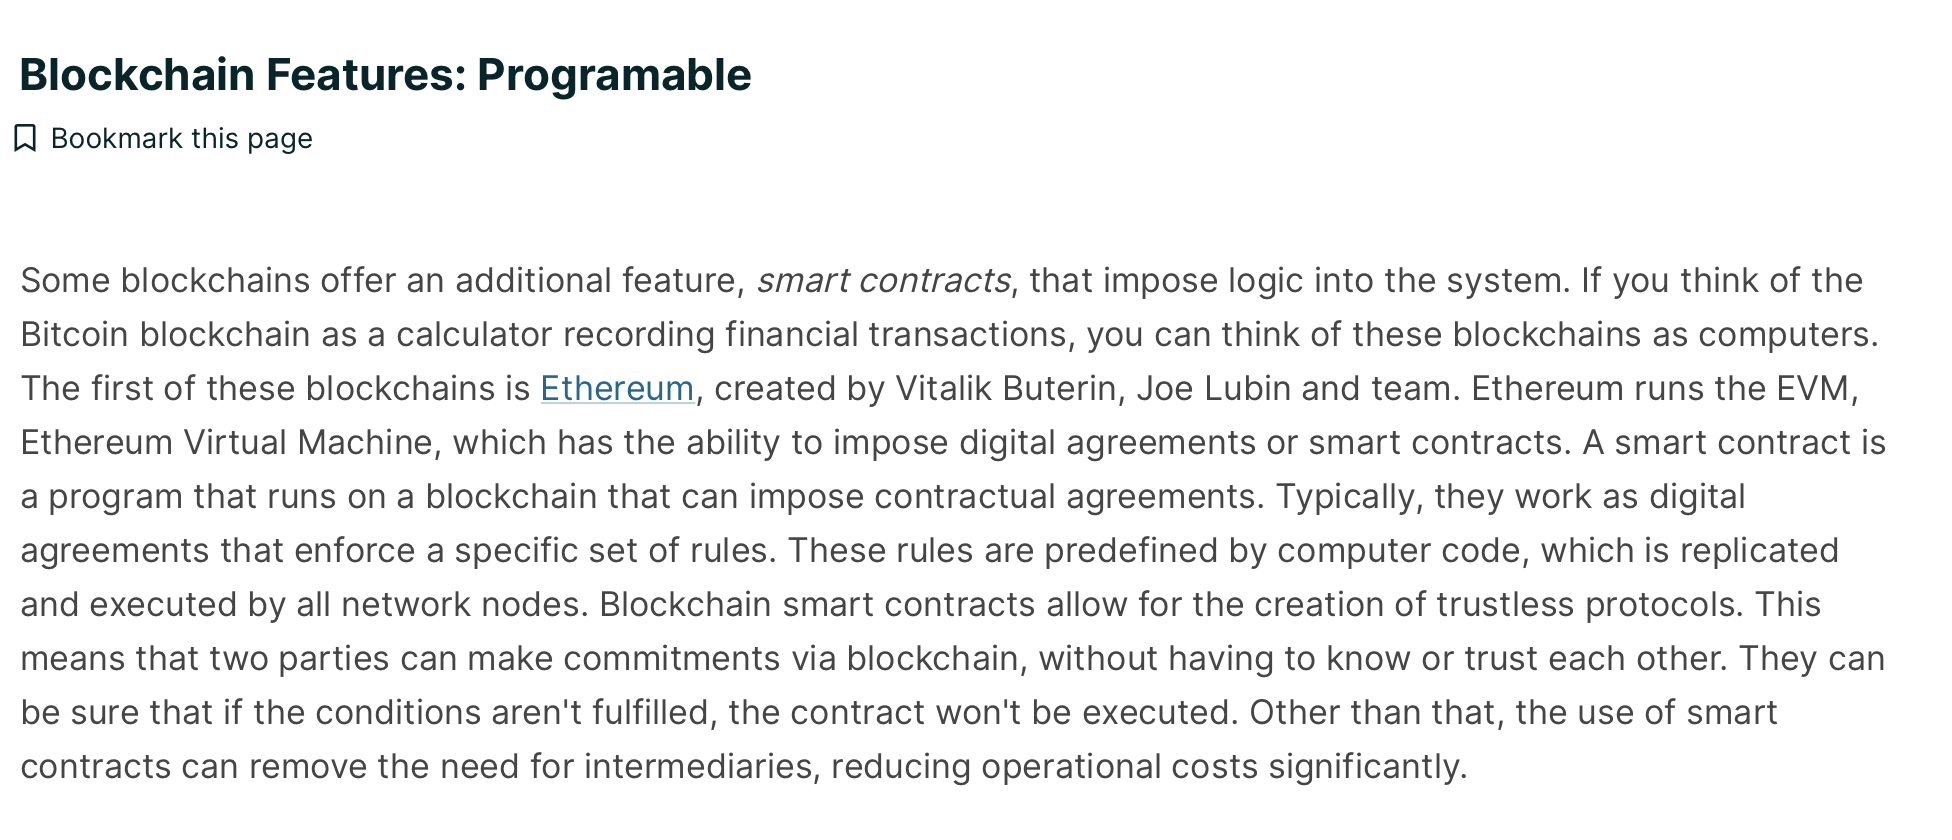 Blockchain Features: Programable
Bookmark this page
Some blockchains offer an additional feature, smart contracts, that impose logic into the system. If you think of the
Bitcoin blockchain as a calculator recording financial transactions, you can think of these blockchains as computers.
The first of these blockchains is Ethereum, created by Vitalik Buterin, Joe Lubin and team. Ethereum runs the EVM,
Ethereum Virtual Machine, which has the ability to impose digital agreements or smart contracts. A smart contract is
a program that runs on a blockchain that can impose contractual agreements. Typically, they work as digital
agreements that enforce a specific set of rules. These rules are predefined by computer code, which is replicated
and executed by all network nodes. Blockchain smart contracts allow for the creation of trustless protocols. This
means that two parties can make commitments via blockchain, without having to know or trust each other. They can
be sure that if the conditions aren't fulfilled, the contract won't be executed. Other than that, the use of smart
contracts can remove the need for intermediaries, reducing operational costs significantly.